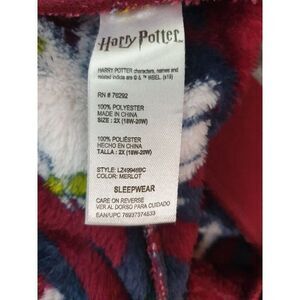 Harry Potter
HARRY POTTER characters, names and
related indicia are © & ™ WBEI. (s19)
RN # 76292
100% POLYESTER
MADE IN CHINA
SIZE : 2X (18W-20W)
100% POLIÉSTER
HECHO EN CHINA
TALLA : 2X (18W-20W)
STYLE: LZ49948BC
COLOR: MERLOT
SLEEPWEAR
CARE ON REVERSE
VER AL DORSO PARA CUIDADO
EAN/UPC 76937374533